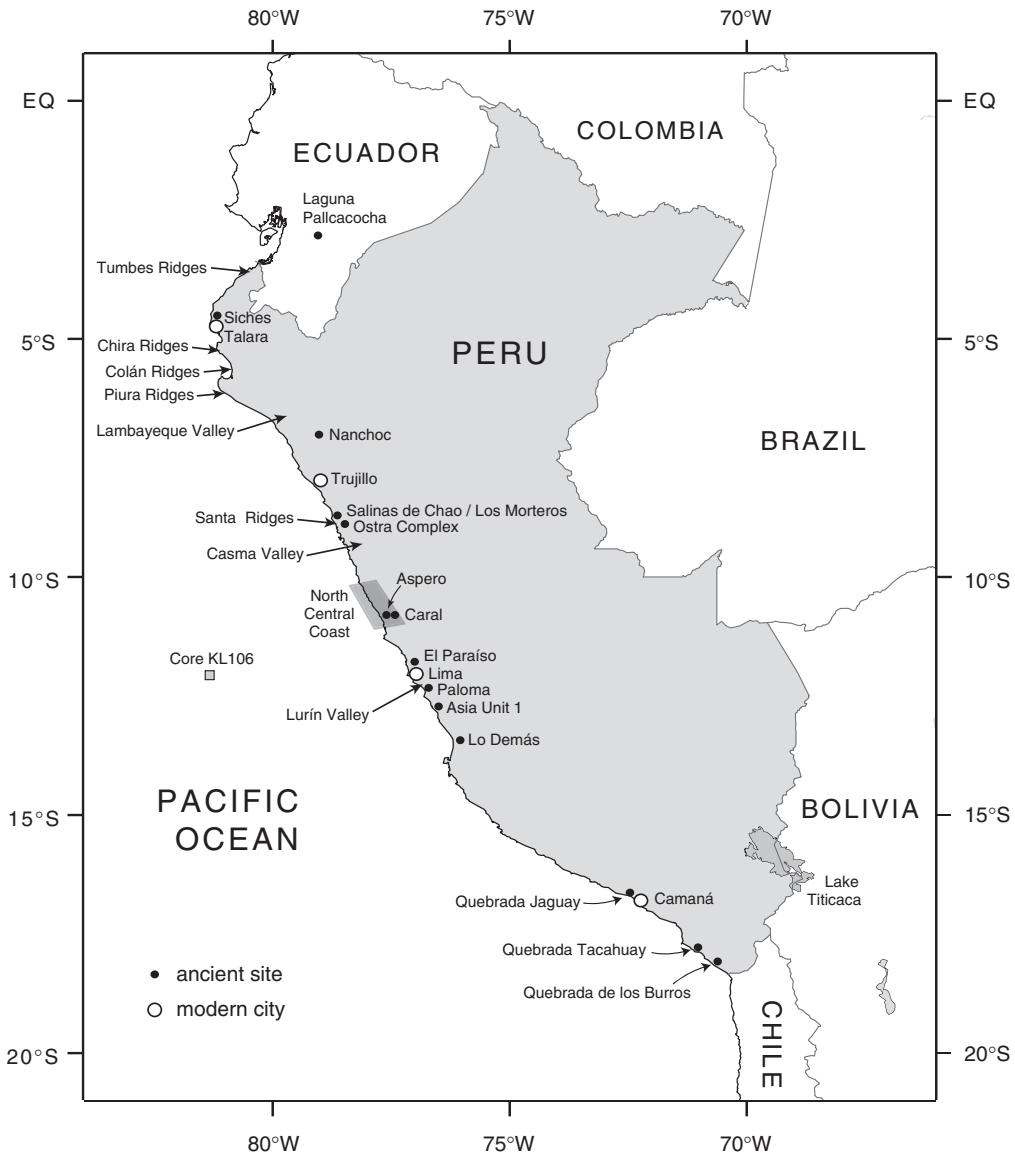 80°W 75°W 70°W
EQ
EQ
COLOMBIA
ECUADOR
Laguna
Pallcacocha
Tumbes Ridges
Siches
Talara
5°S
5°S
Chira Ridges
PERU
Colán Ridges
Piura Ridges
Lambayeque Valley
Nanchoc
BRAZIL
Trujillo
Salinas de Chao / Los Morteros
Santa Ridges
Ostra Complex
Casma Valley
10°S
10°S
Aspero
North
Central
Coast
Caral
El Paraíso
Core KL106
Lima
Paloma
Lurín Valley
Asia Unit 1
Lo Demás
PACIFIC
OCEAN
BOLIVIA
15°S
15°S
Lake
Titicaca
Quebrada Jaguay
Camaná
Quebrada Tacahuay
Quebrada de los Burros
ancient site
modern city
CHILE
20°S
20°S
80°W 75°W 70°W